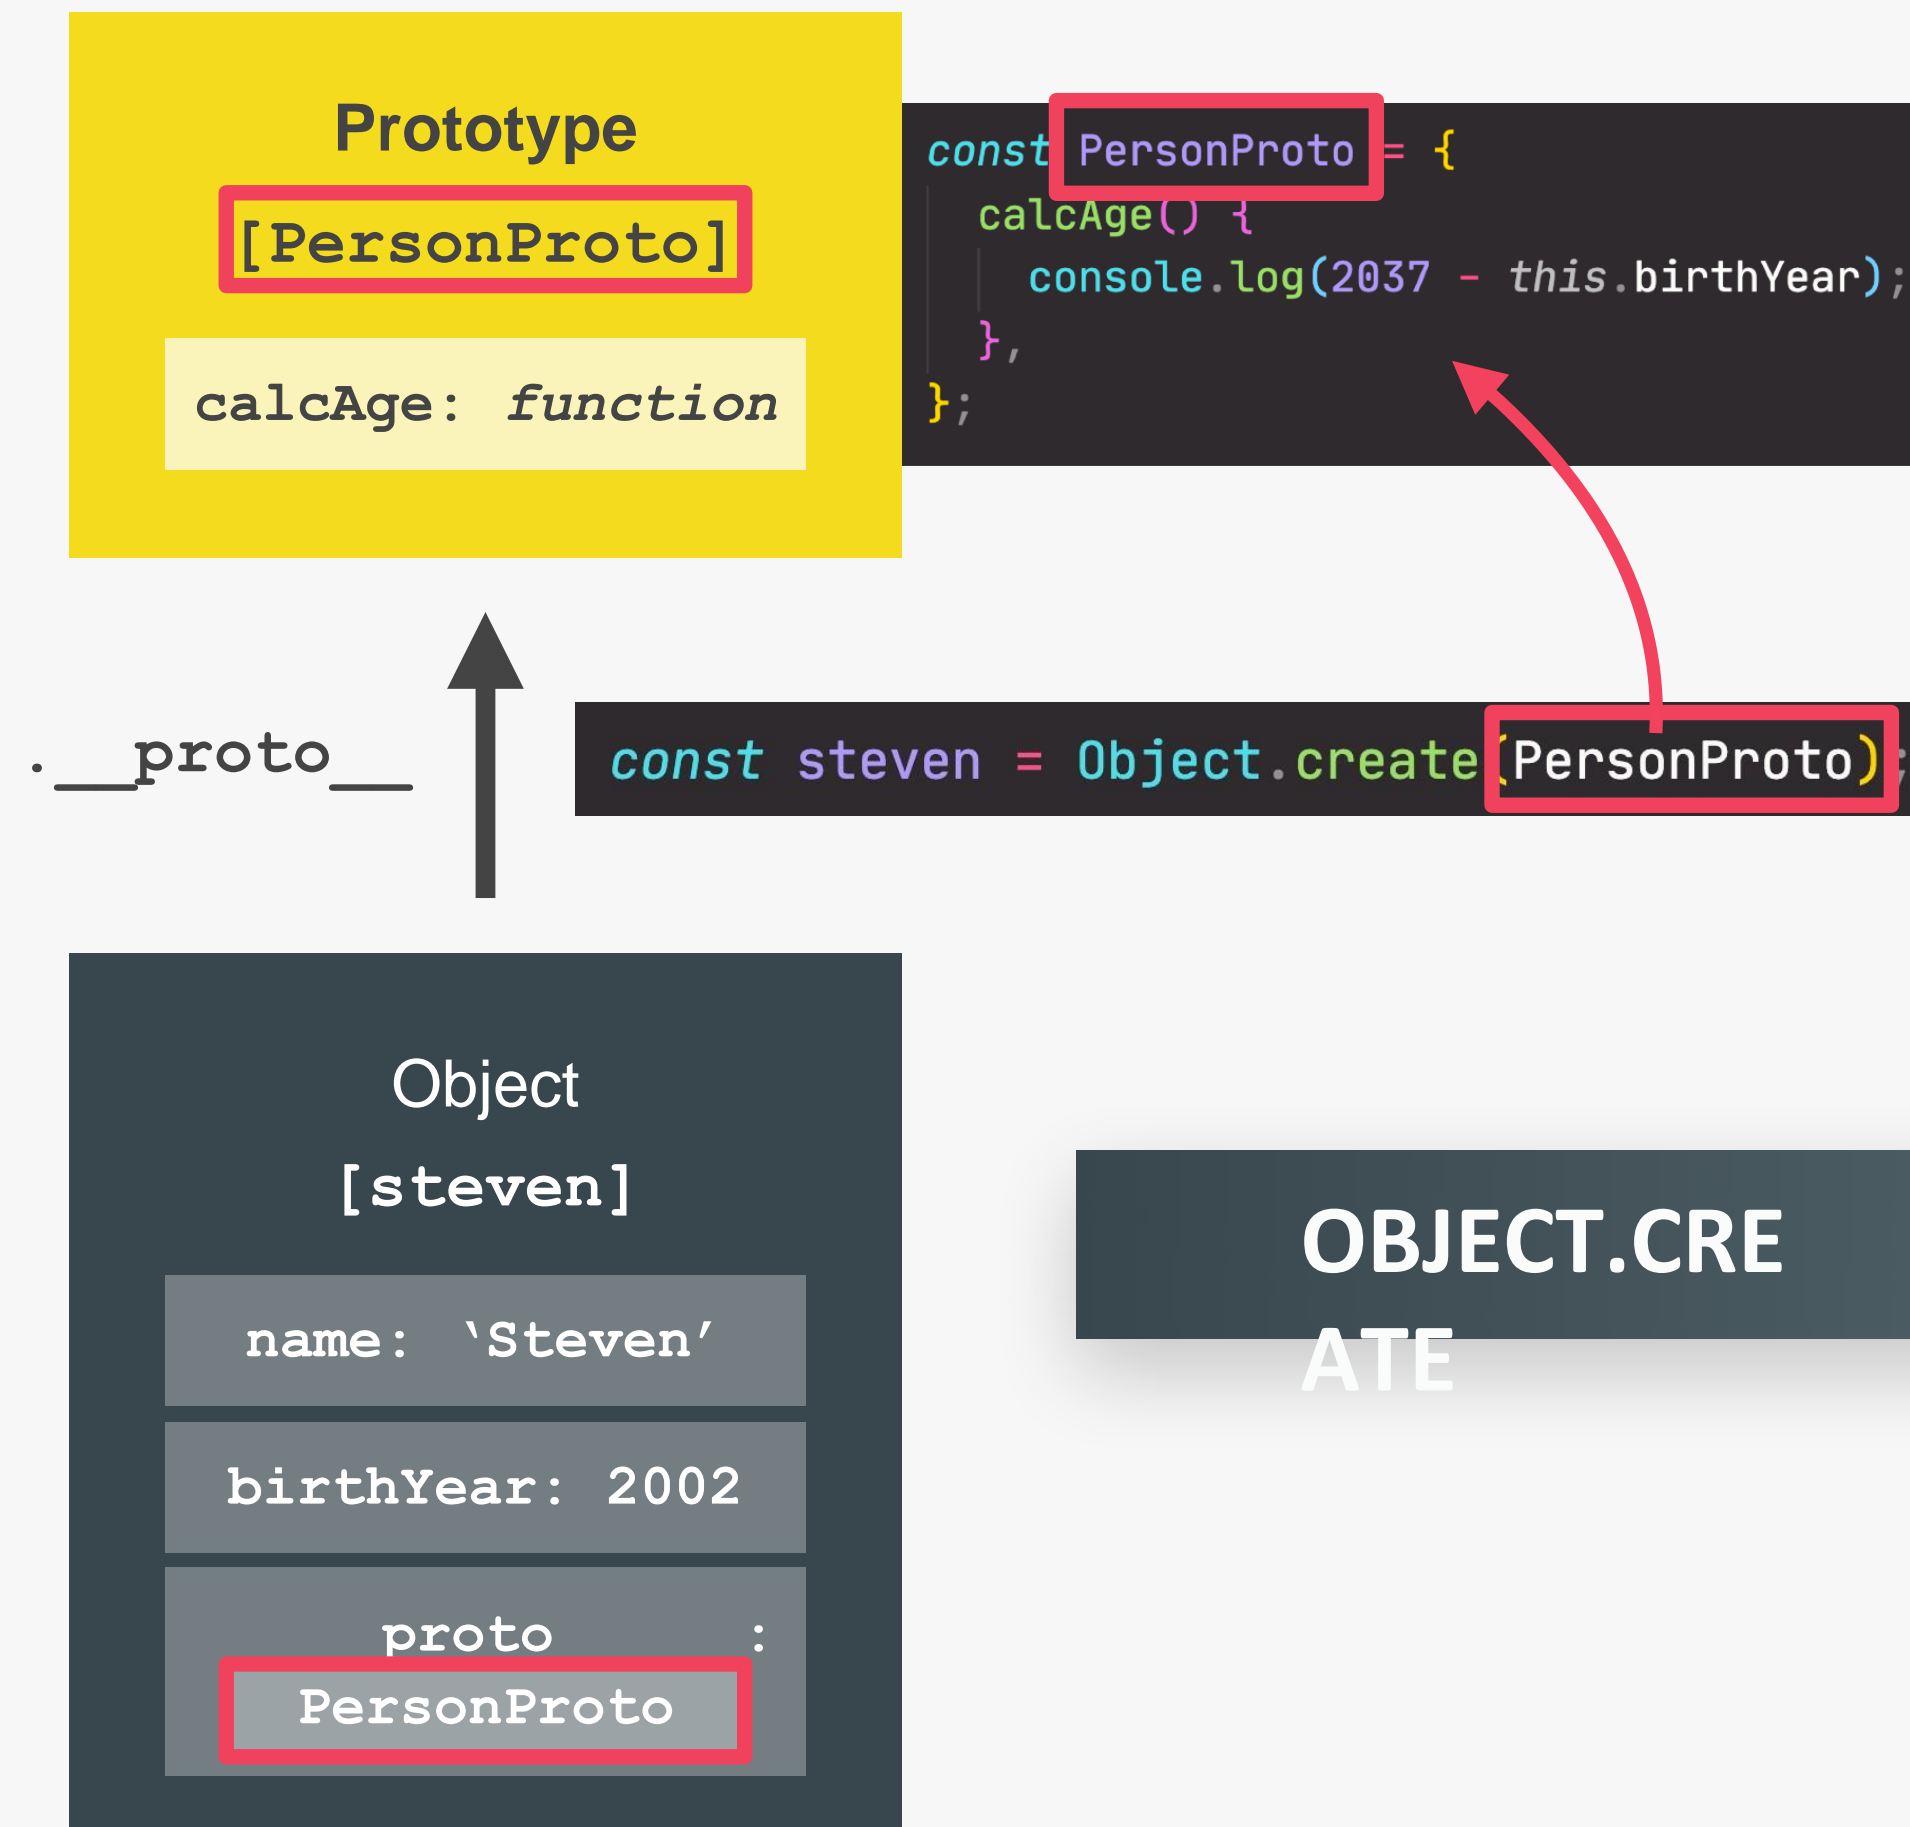 Prototype
[PersonProto]
calcAge: function
const PersonProto = {
calcAge() {
console.log(2037 - this.birthYear);
},
};
.__proto__
const steven = Object.create(PersonProto);
Object
[steven]
name: ‘Steven’
birthYear: 2002
proto :
PersonProto
OBJECT.CRE
ATE